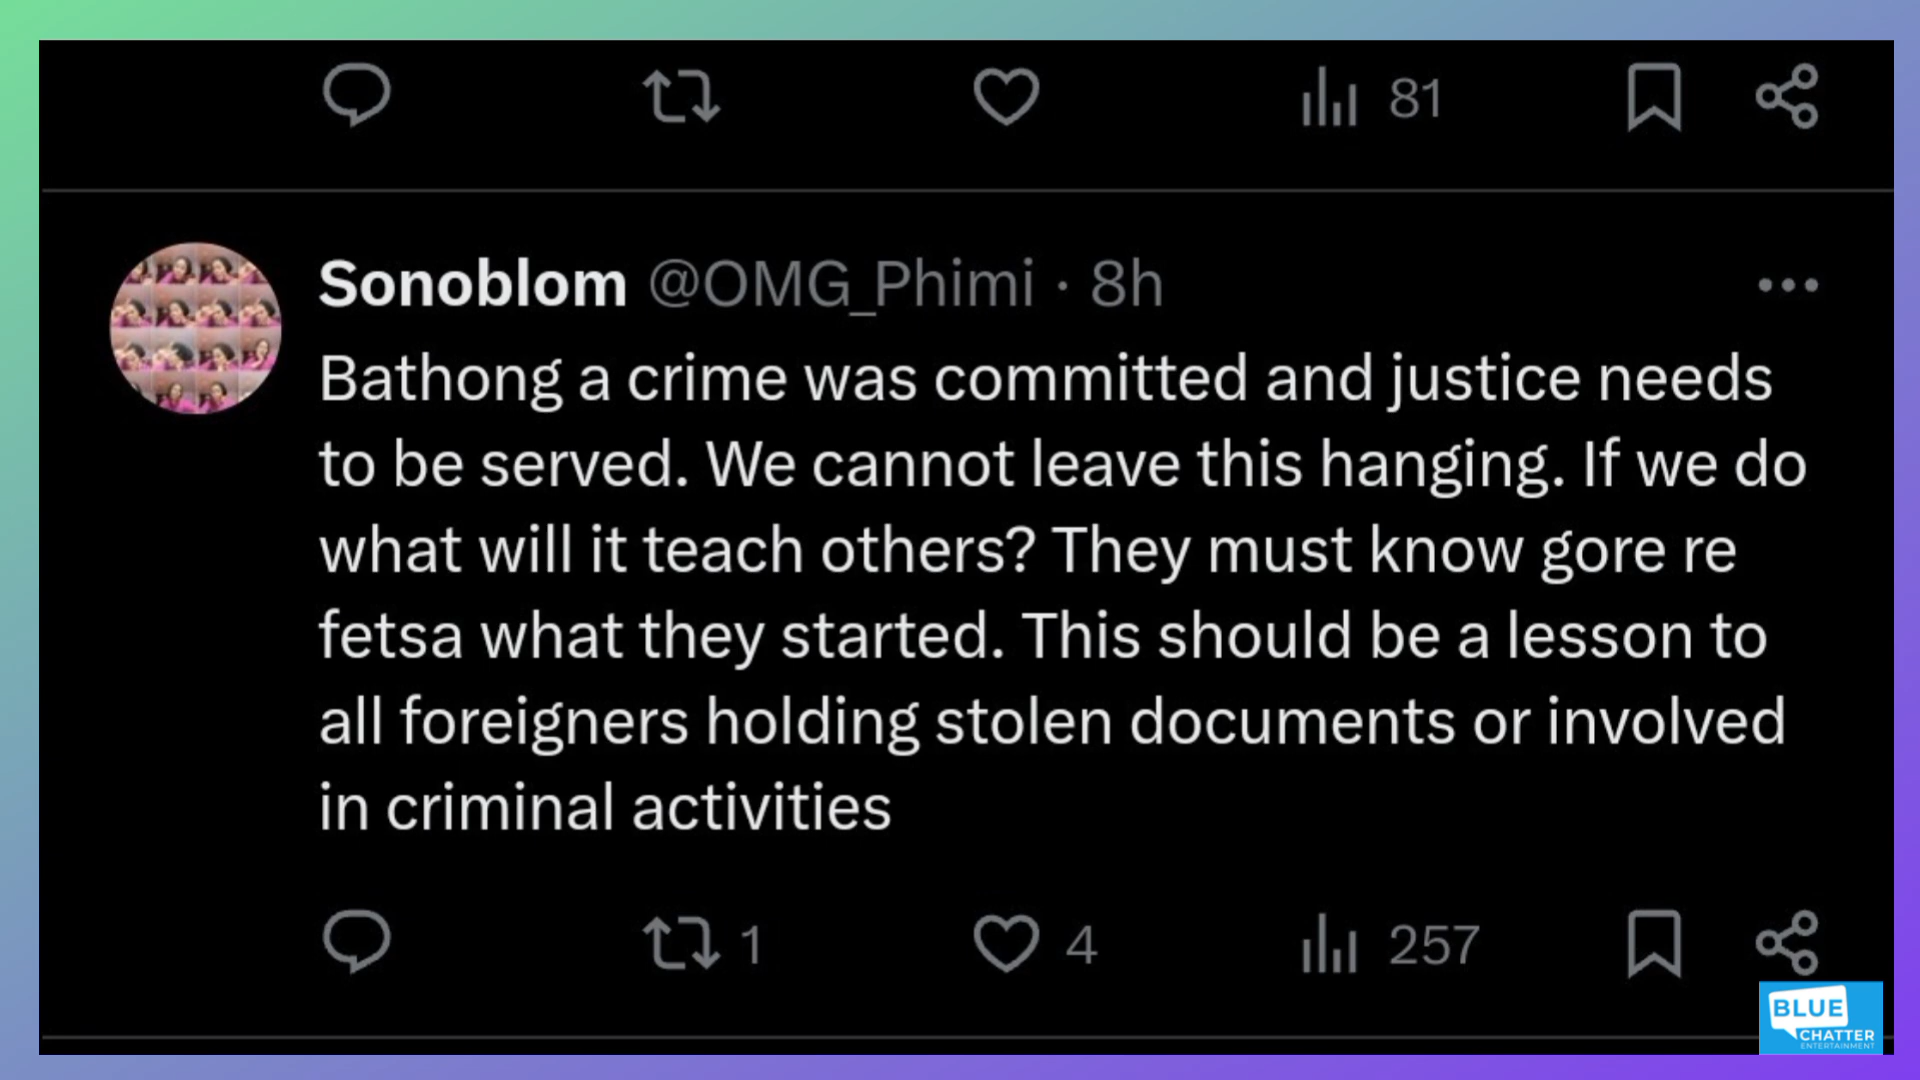 81
Sonoblom @OMG_Phimi · 8h
Bathong a crime was committed and justice needs
to be served. We cannot leave this hanging. If we do
what will it teach others? They must know gore re
fetsa what they started. This should be a lesson to
all foreigners holding stolen documents or involved
in criminal activities
1 4 257
BLUE
CHATTER
ENTERTAINMENT